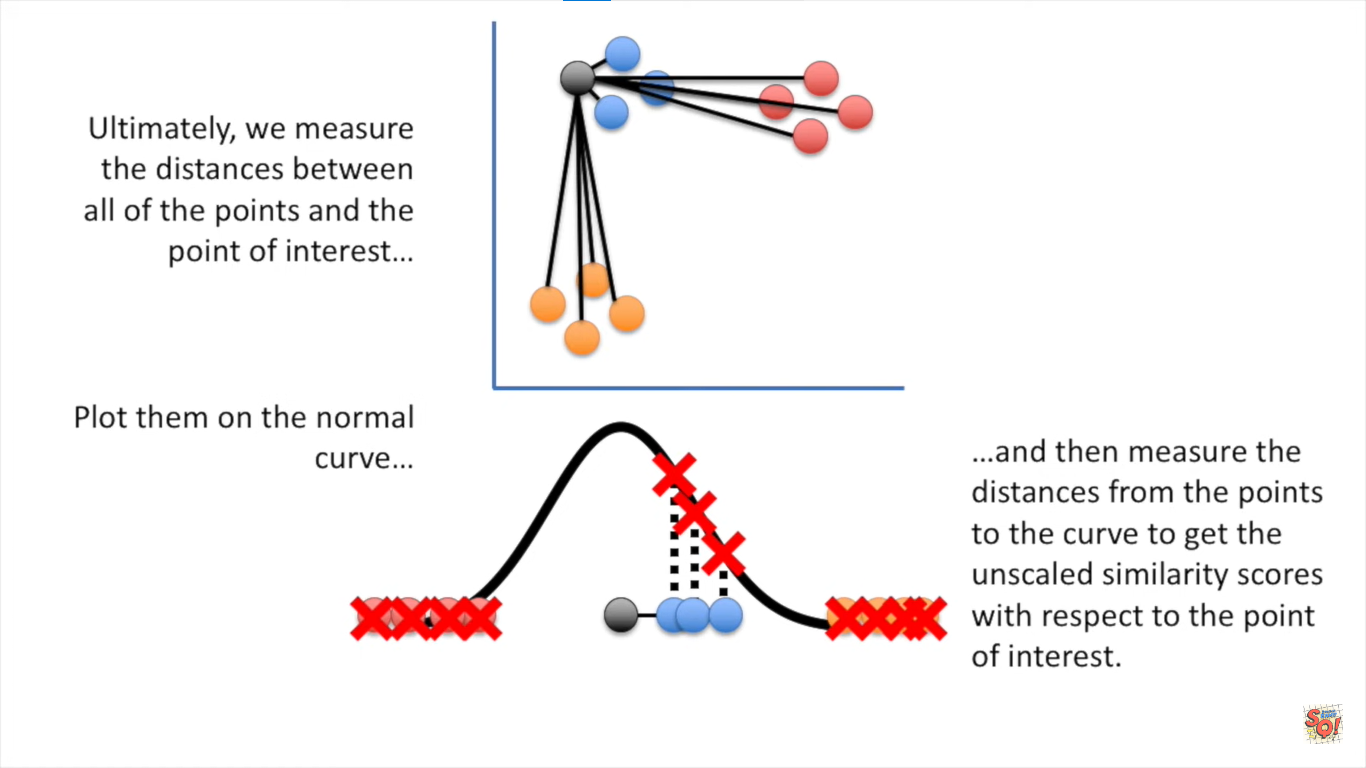 Ultimately, we measure
the distances between
all of the points and the
point of interest...
Plot them on the normal
curve...
...and then measure the
distances from the points
to the curve to get the
unscaled similarity scores
with respect to the point
of interest.
SQ!